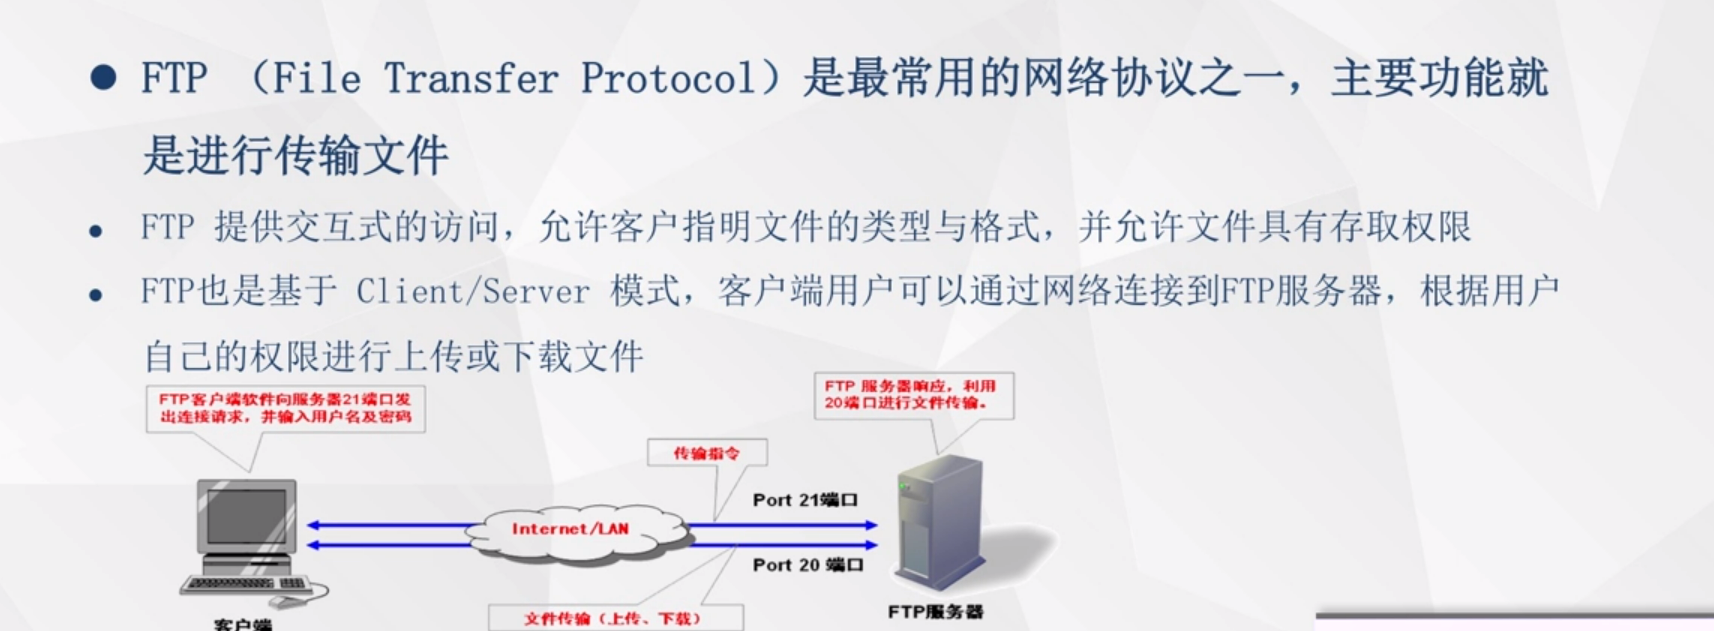 FTP （File Transfer Protocol）是最常用的网络协议之一，主要功能就
是进行传输文件
FTP 提供交互式的访问，允许客户指明文件的类型与格式，并允许文件具有存取权限
FTP也是基于 Client/Server 模式，客户端用户可以通过网络连接到FTP服务器，根据用户
自己的权限进行上传或下载文件
FTP客户端软件向服务器21端口发
出连接请求，并输入用户名及密码
FTP 服务器响应，利用
20端口进行文件传输。
传输指令
Port 21端口
Internet/LAN
Port 20 端口
文件传输（上传、下载）
FTP服务器
客户端